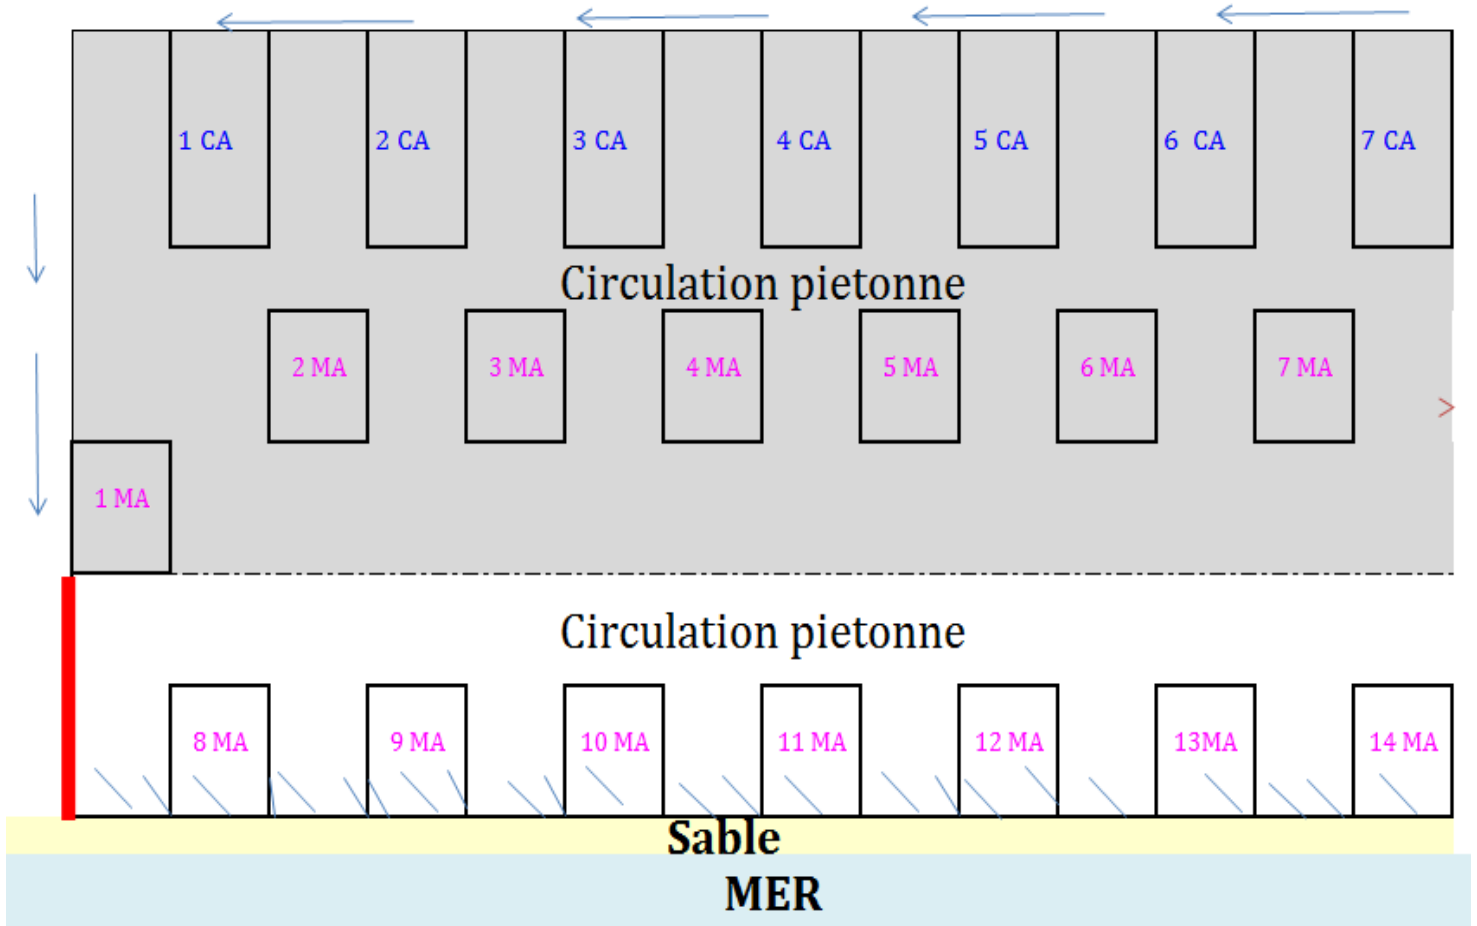 1 CA 2 CA 3 CA 4 CA 5 CA 6 CA 7 CA
Circulation pietonne
2 MA 3 MA 4 MA 5 MA 6 MA 7 MA
1 MA
Circulation pietonne
8 MA 9 MA 10 MA 11 MA 12 MA 13MA 14 MA
Sable
MER